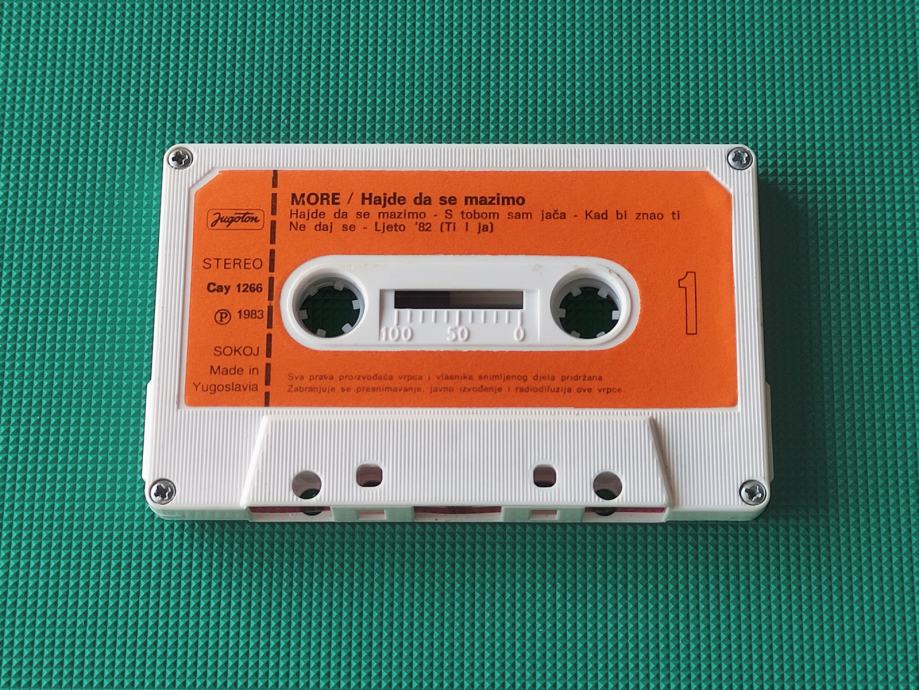 MORE / Hajde da se mazimo
Hajde da se mazimo - S tobom sam jača - Kad bi znao ti
Ne daj se - Ljeto '82 (Ti i ja)
Jugoton
STEREO
Cay 1266
Ⓟ 1983
SOKOJ
Made in
Yugoslavia
100 50 0
1
Sva prava proizvođača vrpce i vlasnika snimljenog djela pridržana.
Zabranjuje se presnimavanje, javno izvođenje i radiodifuzija ove vrpce.